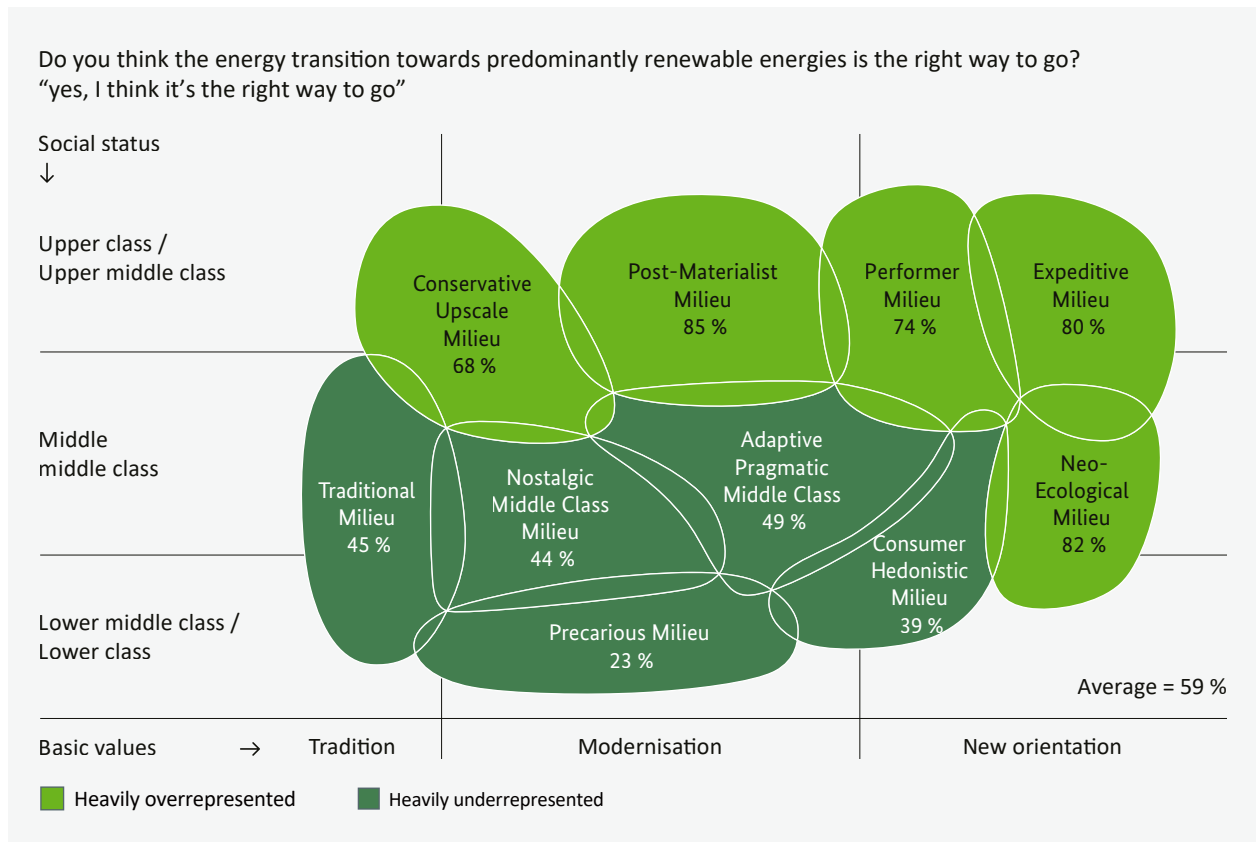 Do you think the energy transition towards predominantly renewable energies is the right way to go?
“yes, I think it’s the right way to go”
Social status
↓
Upper class /
Upper middle class
Middle
middle class
Lower middle class /
Lower class
Conservative
Upscale
Milieu
68 %
Post-Materialist
Milieu
85 %
Performer
Milieu
74 %
Expeditive
Milieu
80 %
Traditional
Milieu
45 %
Nostalgic
Middle Class
Milieu
44 %
Adaptive
Pragmatic
Middle Class
49 %
Consumer
Hedonistic
Milieu
39 %
Neo-
Ecological
Milieu
82 %
Precarious Milieu
23 %
Average = 59 %
Basic values → Tradition Modernisation New orientation
Heavily overrepresented Heavily underrepresented